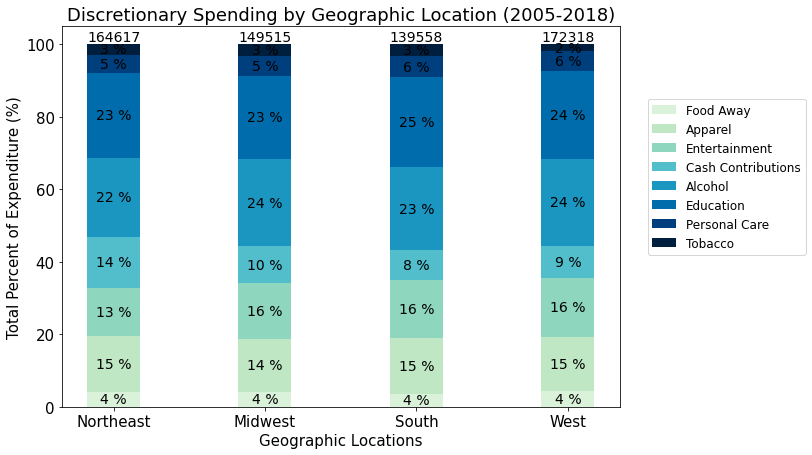 Discretionary Spending by Geographic Location (2005-2018)
164617 149515 139558 172318
100
80
60
40
20
0
Total Percent of Expenditure (%)
3 % 3 % 3 % 2 %
5 % 5 % 6 % 6 %
23 % 23 % 25 % 24 %
22 % 24 % 23 % 24 %
14 % 10 % 8 % 9 %
13 % 16 % 16 % 16 %
15 % 14 % 15 % 15 %
4 % 4 % 4 % 4 %
Northeast Midwest South West
Geographic Locations
Food Away
Apparel
Entertainment
Cash Contributions
Alcohol
Education
Personal Care
Tobacco